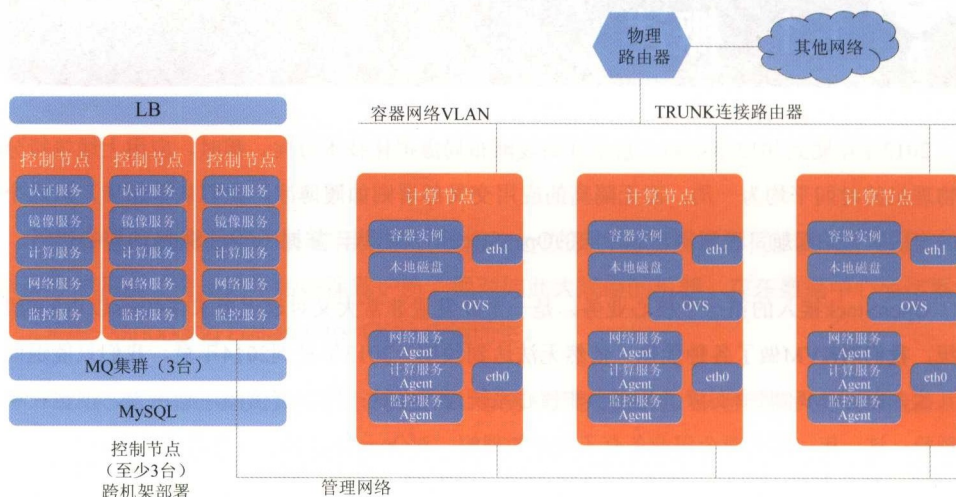 物理
路由器
其他网络
容器网络VLAN
TRUNK连接路由器
LB
控制节点
认证服务
镜像服务
计算服务
网络服务
监控服务
控制节点
认证服务
镜像服务
计算服务
网络服务
监控服务
控制节点
认证服务
镜像服务
计算服务
网络服务
监控服务
MQ集群（3台）
MySQL
控制节点
（至少3台）
跨机架部署
计算节点
容器实例
本地磁盘
eth1
OVS
网络服务
Agent
计算服务
Agent
eth0
监控服务
Agent
计算节点
容器实例
本地磁盘
eth1
OVS
网络服务
Agent
计算服务
Agent
eth0
监控服务
Agent
计算节点
容器实例
本地磁盘
eth1
OVS
网络服务
Agent
计算服务
Agent
eth0
监控服务
Agent
管理网络